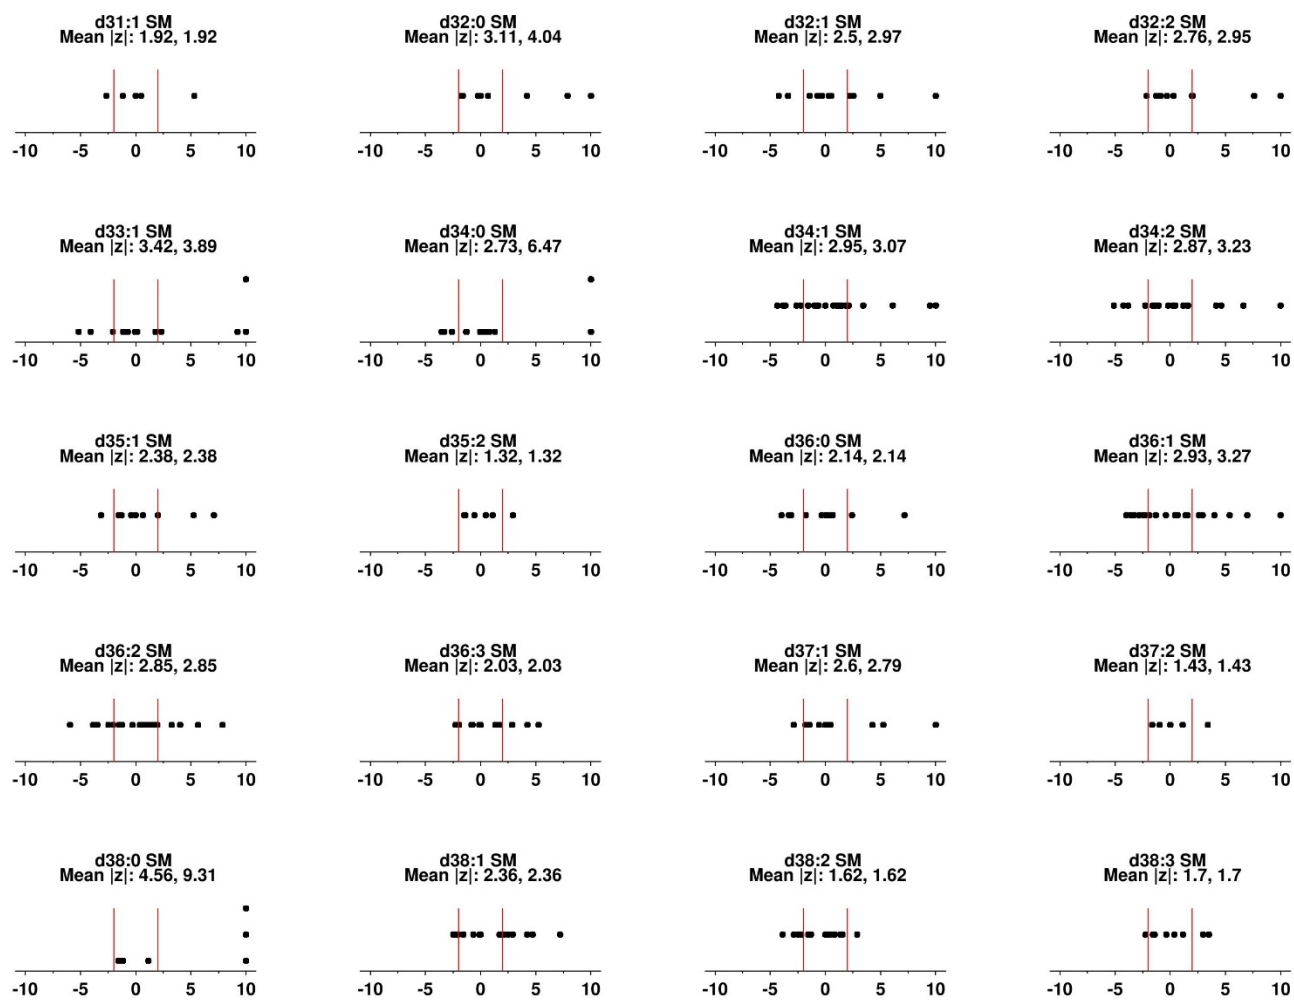 d31:1 SM
Mean |z|: 1.92, 1.92
d32:0 SM
Mean |z|: 3.11, 4.04
d32:1 SM
Mean |z|: 2.5, 2.97
d32:2 SM
Mean |z|: 2.76, 2.95
-10 -5 0 5 10
-10 -5 0 5 10
-10 -5 0 5 10
-10 -5 0 5 10
d33:1 SM
Mean |z|: 3.42, 3.89
d34:0 SM
Mean |z|: 2.73, 6.47
d34:1 SM
Mean |z|: 2.95, 3.07
d34:2 SM
Mean |z|: 2.87, 3.23
-10 -5 0 5 10
-10 -5 0 5 10
-10 -5 0 5 10
-10 -5 0 5 10
d35:1 SM
Mean |z|: 2.38, 2.38
d35:2 SM
Mean |z|: 1.32, 1.32
d36:0 SM
Mean |z|: 2.14, 2.14
d36:1 SM
Mean |z|: 2.93, 3.27
-10 -5 0 5 10
-10 -5 0 5 10
-10 -5 0 5 10
-10 -5 0 5 10
d36:2 SM
Mean |z|: 2.85, 2.85
d36:3 SM
Mean |z|: 2.03, 2.03
d37:1 SM
Mean |z|: 2.6, 2.79
d37:2 SM
Mean |z|: 1.43, 1.43
-10 -5 0 5 10
-10 -5 0 5 10
-10 -5 0 5 10
-10 -5 0 5 10
d38:0 SM
Mean |z|: 4.56, 9.31
d38:1 SM
Mean |z|: 2.36, 2.36
d38:2 SM
Mean |z|: 1.62, 1.62
d38:3 SM
Mean |z|: 1.7, 1.7
-10 -5 0 5 10
-10 -5 0 5 10
-10 -5 0 5 10
-10 -5 0 5 10